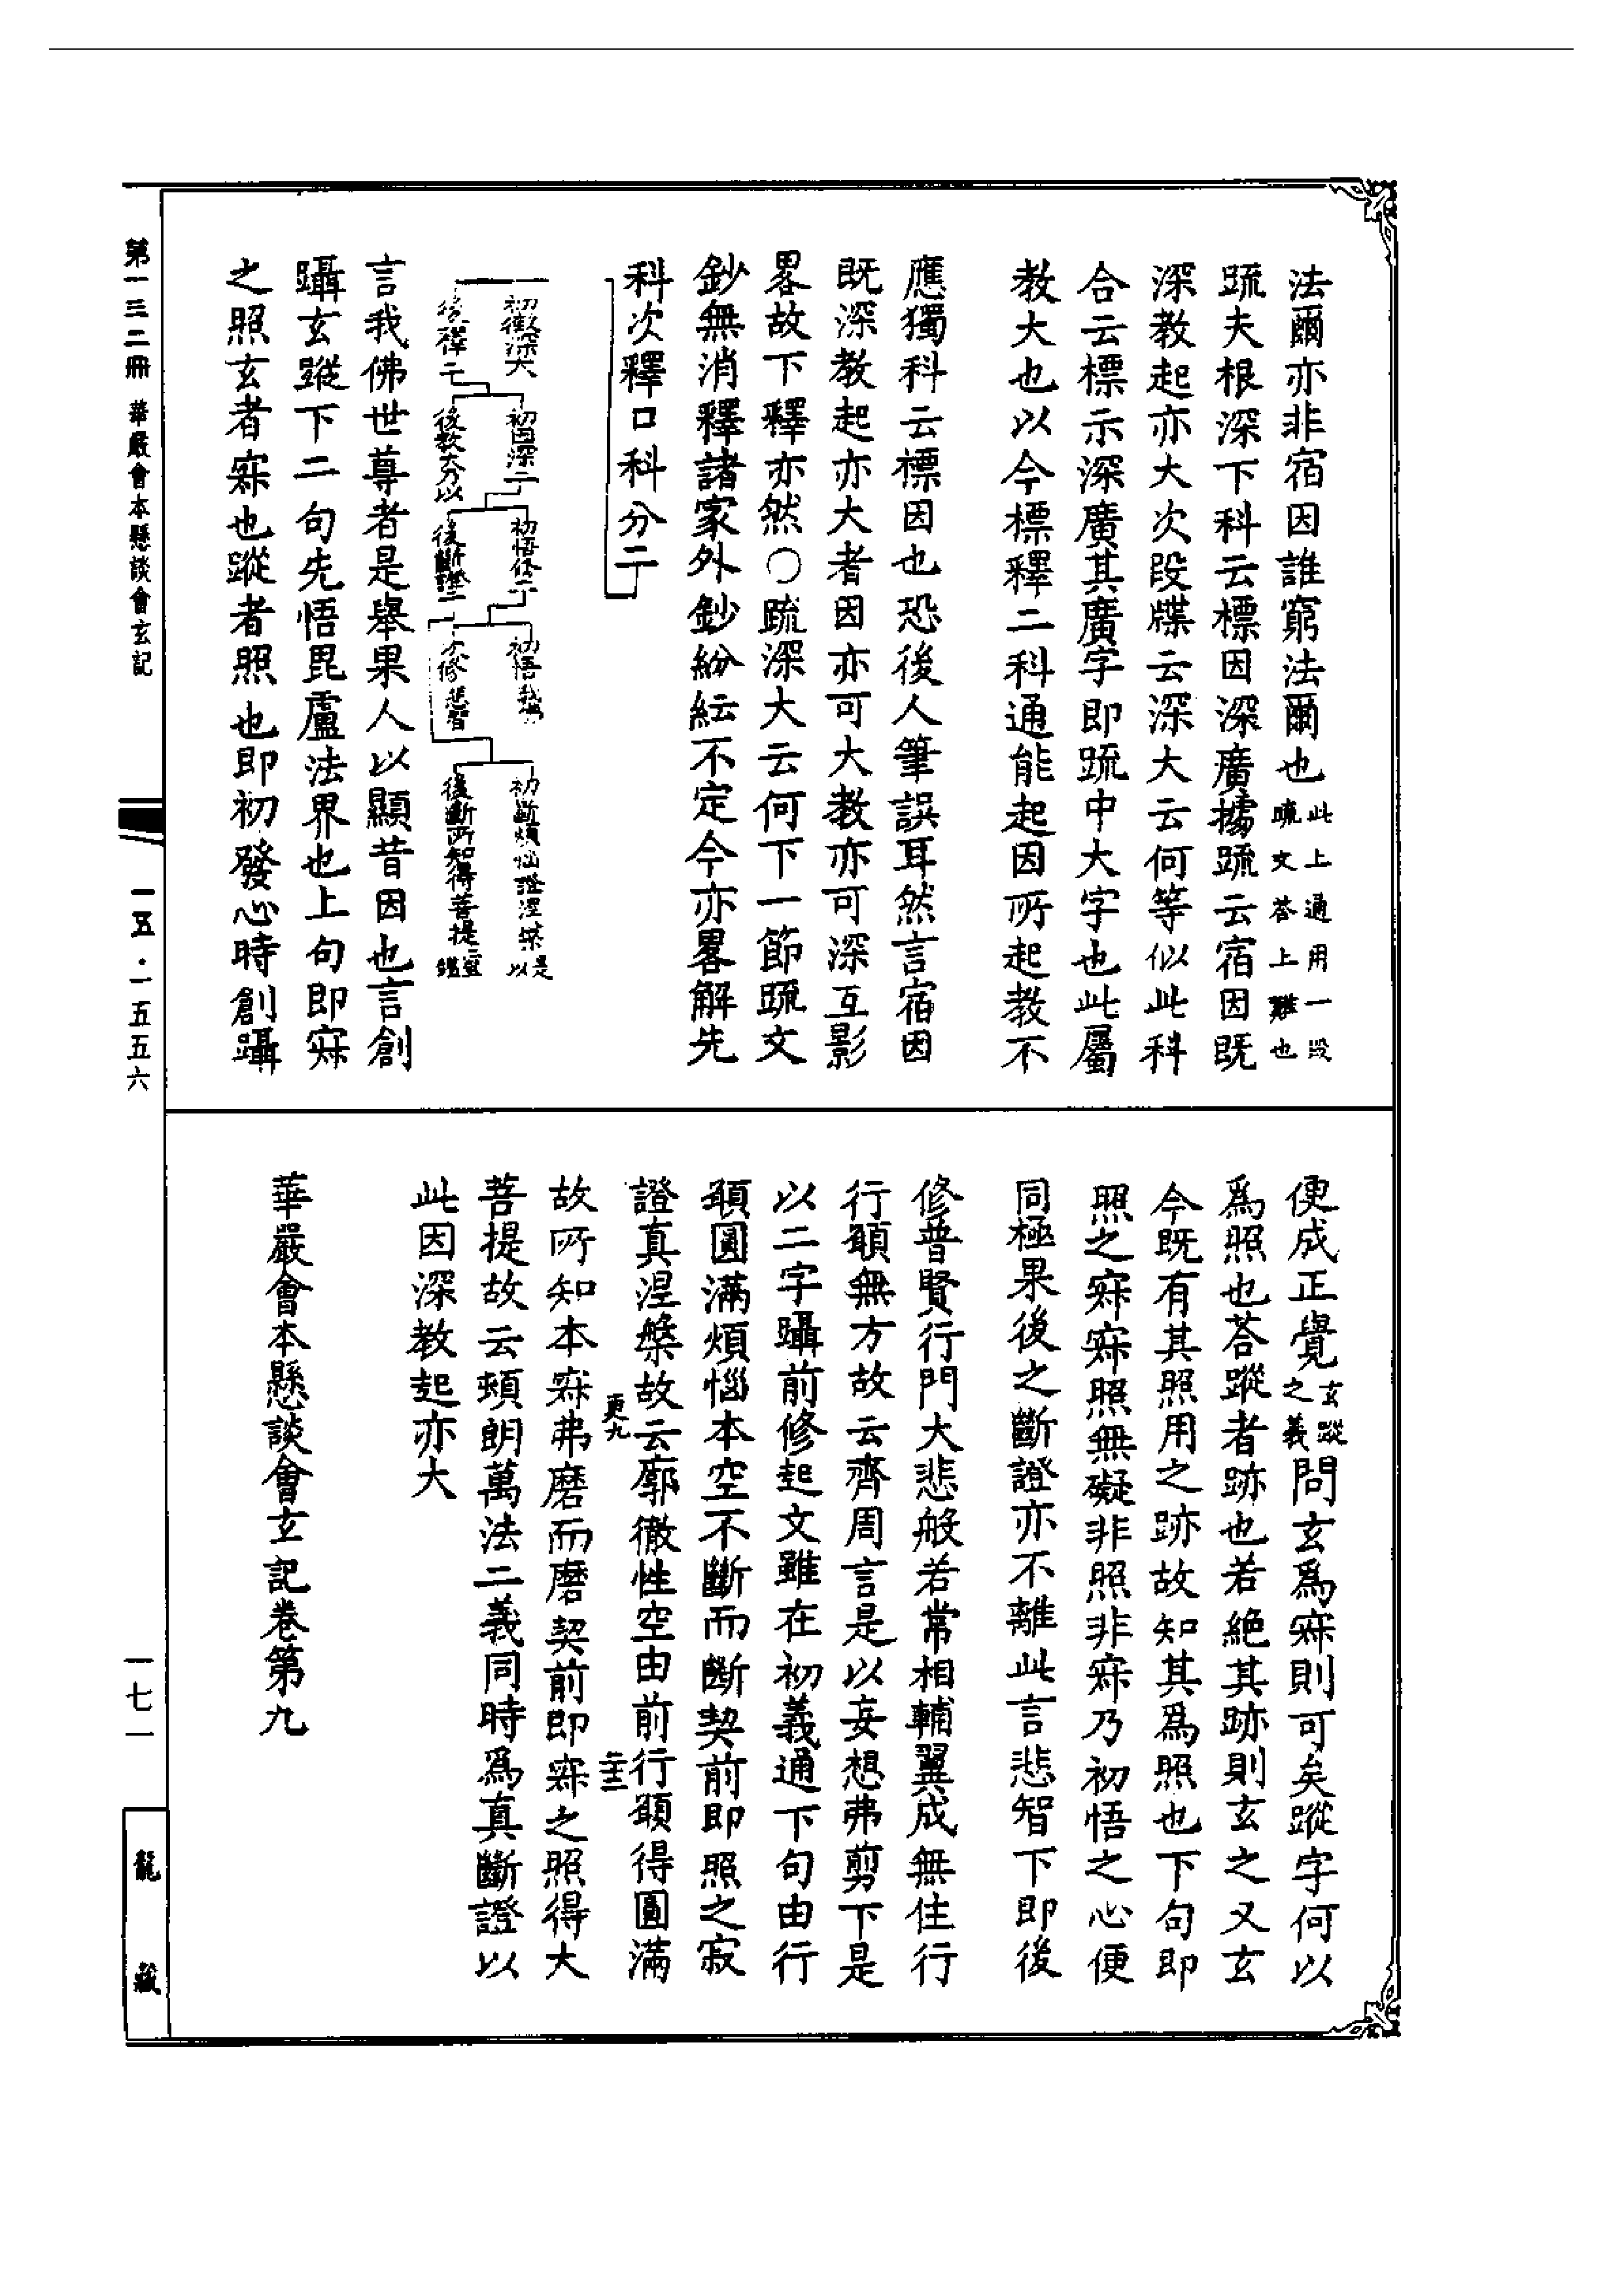 法爾亦非宿因誰窮法爾也此上通用一段疏文答上難也
疏夫根深下科云標因深廣據疏云宿因既
深教起亦大次段牒云深大云何等似此科
合云標示深廣其廣字即疏中大字也此屬
教大也以今標釋二科通能起因所起教不
應獨科云標因也恐後人筆誤耳然言宿因
既深教起亦大者因亦可大教亦可深互影
畧故下釋亦然○疏深大云何下一節疏文
鈔無消釋諸家外鈔紛紜不定今亦畧解先
科次釋口科分二
初徵深大
後釋二
初因深二
後教大
初悟修二
後斷證二
初悟
次修悲智
初斷煩惱證涅槃是以
後斷所知得菩提
言我佛世尊者是舉果人以顯昔因也言創
躡玄蹤下二句先悟毘盧法界也上句即寂
之照玄者寂也蹤者照也即初發心時創躡
便成正覺玄蹤之義問玄爲寂則可矣蹤字何以
爲照也荅蹤者跡也若絶其跡則玄之又玄
今既有其照用之跡故知其爲照也下句即
照之寂寂照無礙非照非寂乃初悟之心便
同極果後之斷證亦不離此言悲智下即後
修普賢行門大悲般若常相輔翼成無住行
行願無方故云齊周言是以妄想弗剪下是
以二字躡前修起文雖在初義通下句由行
願圓滿煩惱本空不斷而斷契前即照之寂
證真涅槃故云廓徹性空由前行願得圓滿
故所知本寂弗磨而磨契前即寂之照得大
菩提故云頓朗萬法二義同時爲真斷證以
此因深教起亦大
華嚴會本懸談會玄記卷第九
更九
第一三二冊 華嚴會本懸談會玄記
一五·一五五六
一七一
龍藏